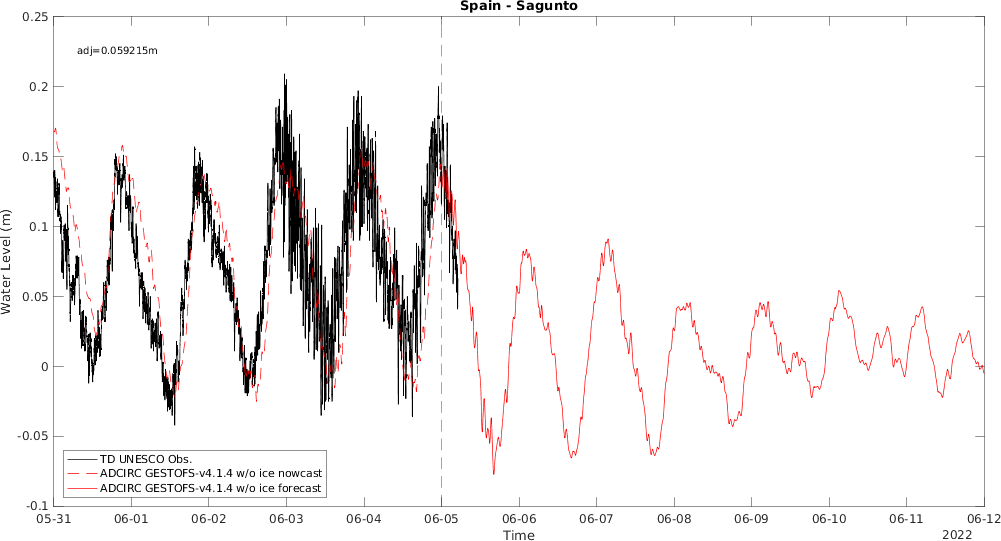 Spain - Sagunto
adj=0.059215m
0.25
0.2
0.15
0.1
0.05
0
-0.05
-0.1
Water Level (m)
TD UNESCO Obs.
ADCIRC GESTOFS-v4.1.4 w/o ice nowcast
ADCIRC GESTOFS-v4.1.4 w/o ice forecast
05-31 06-01 06-02 06-03 06-04 06-05 06-06 06-07 06-08 06-09 06-10 06-11 06-12
Time
2022